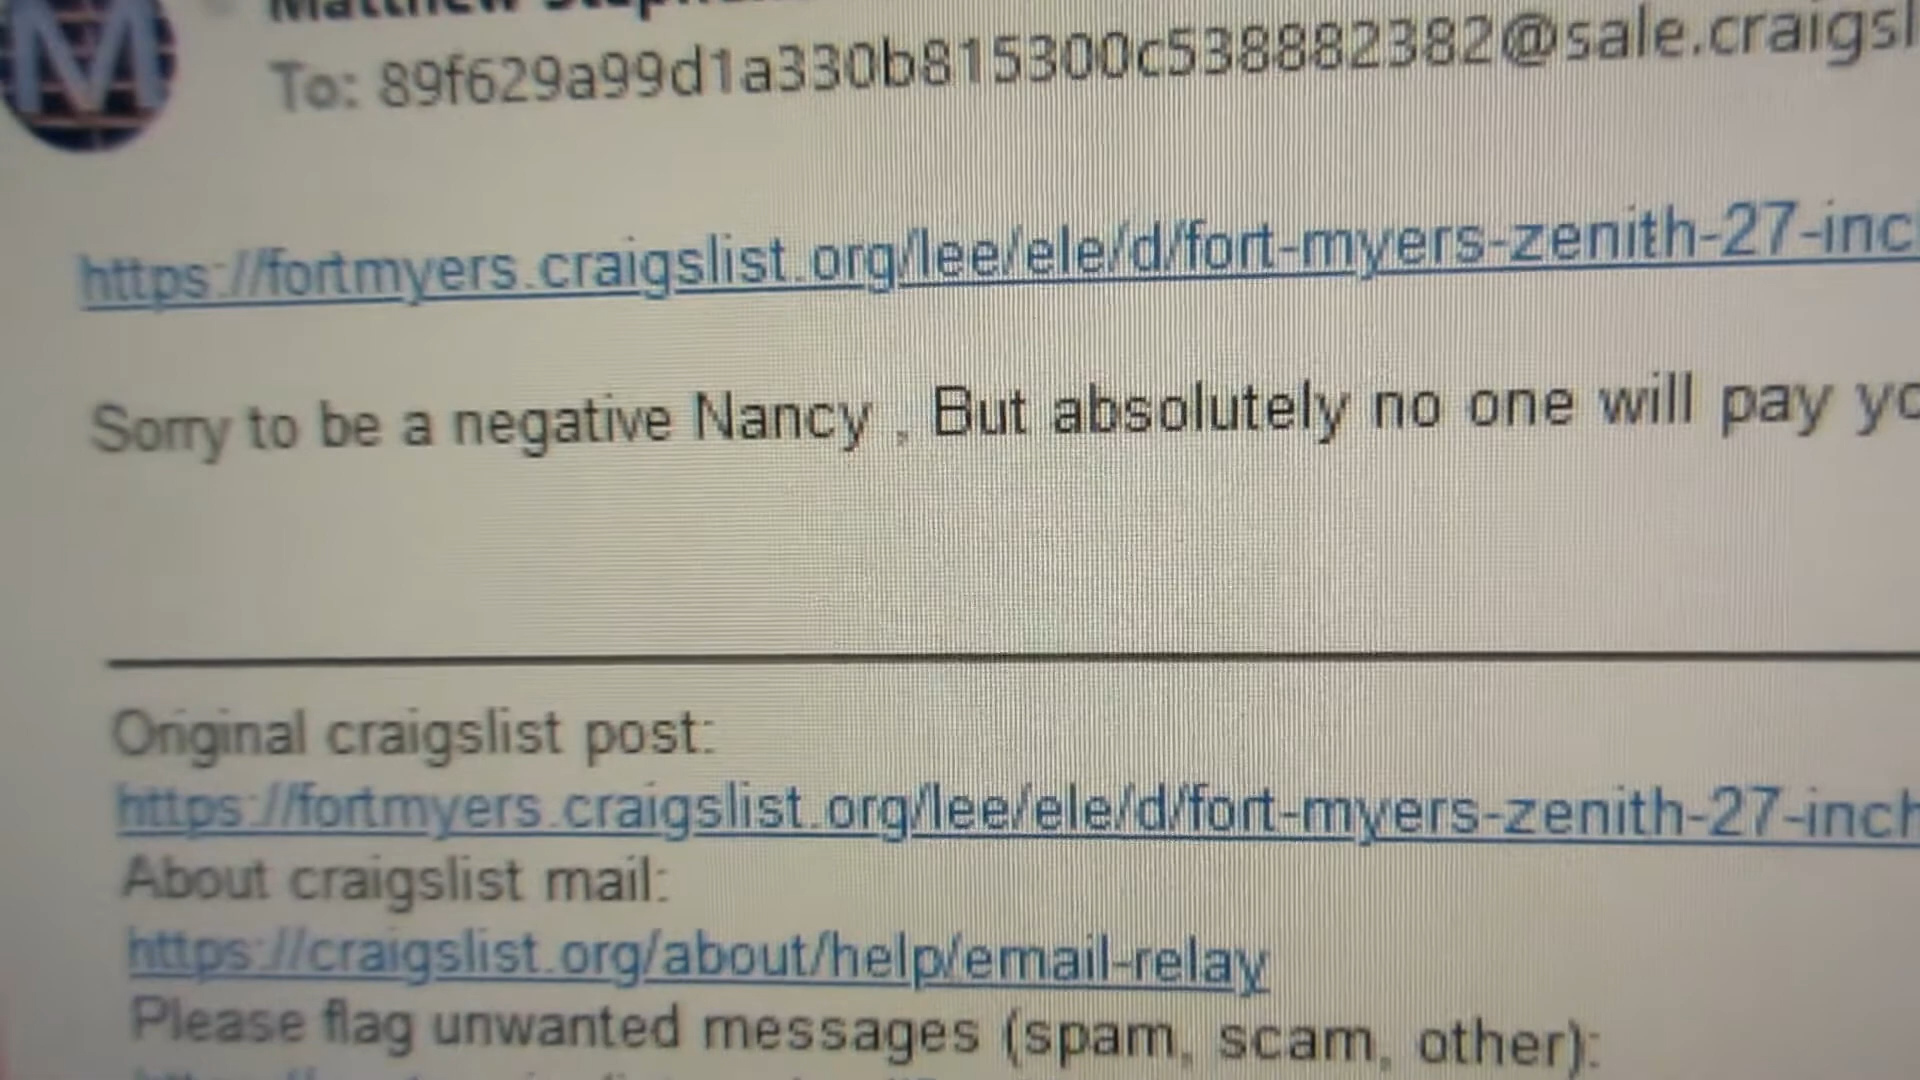 Matthew
To: 89f629a99d1a330b815300c538882382@sale.craigsl
https://fortmyers.craigslist.org/lee/ele/d/fort-myers-zenith-27-inc
Sorry to be a negative Nancy , But absolutely no one will pay yo
Original craigslist post:
https://fortmyers.craigslist.org/lee/ele/d/fort-myers-zenith-27-inch
About craigslist mail:
https://craigslist.org/about/help/email-relay
Please flag unwanted messages (spam, scam, other):